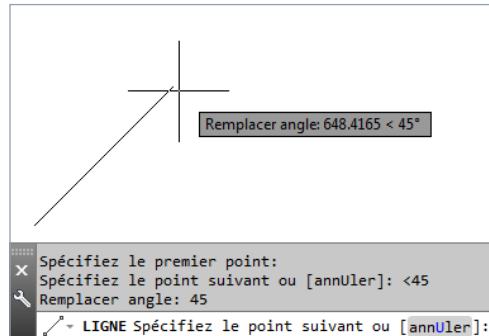 Remplacer angle: 648.4165 < 45°
Spécifiez le premier point:
Spécifiez le point suivant ou [annUler]: <45
Remplacer angle: 45
LIGNE Spécifiez le point suivant ou [annUler]: